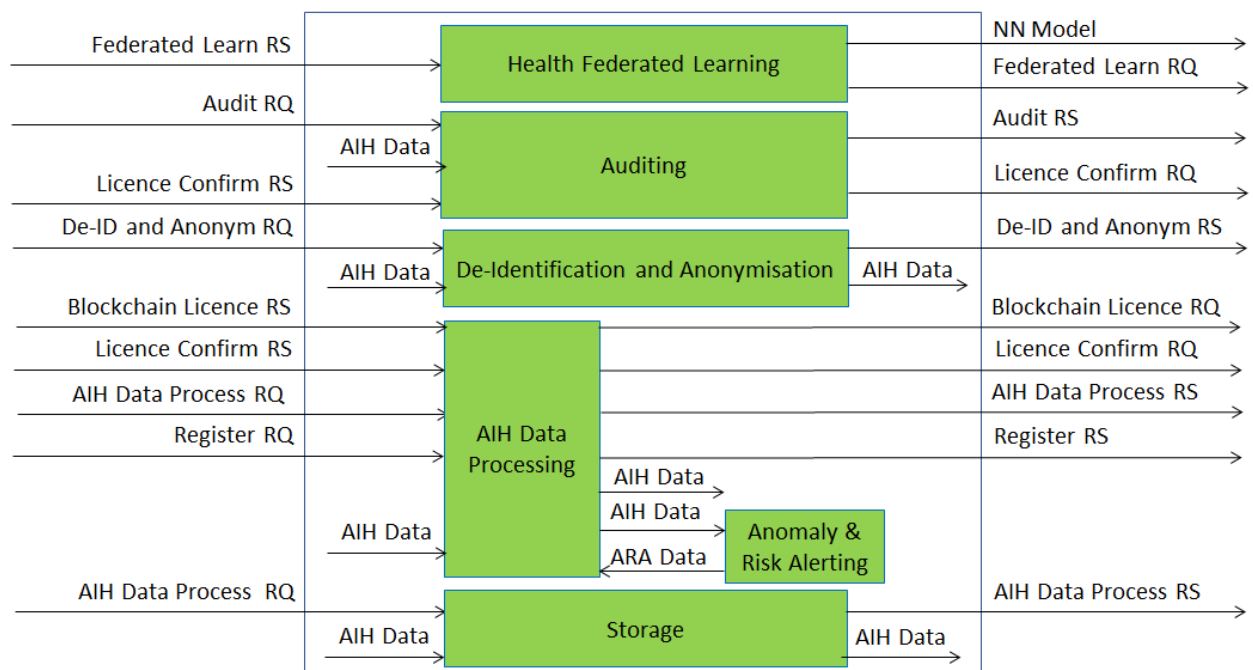 NN Model
Federated Learn RS
Health Federated Learning
Federated Learn RQ
Audit RQ
Audit RS
AIH Data
Auditing
Licence Confirm RS
Licence Confirm RQ
De-ID and Anonym RQ
De-ID and Anonym RS
AIH Data
De-Identification and Anonymisation
AIH Data
Blockchain Licence RS
Blockchain Licence RQ
Licence Confirm RS
Licence Confirm RQ
AIH Data Process RQ
AIH Data Process RS
Register RQ
AIH Data
Processing
Register RS
AIH Data
AIH Data
AIH Data
Anomaly &
Risk Alerting
ARA Data
AIH Data Process RQ
AIH Data Process RS
AIH Data
Storage
AIH Data